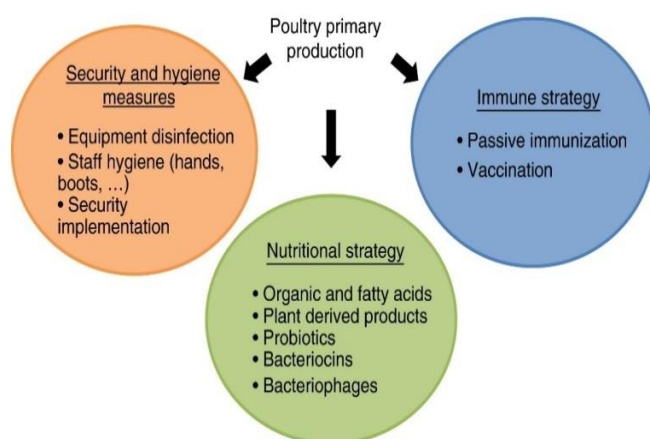 Poultry primary
production
Security and hygiene
measures
• Equipment disinfection
• Staff hygiene (hands,
boots, ...)
• Security
implementation
Immune strategy
• Passive immunization
• Vaccination
Nutritional strategy
• Organic and fatty acids
• Plant derived products
• Probiotics
• Bacteriocins
• Bacteriophages